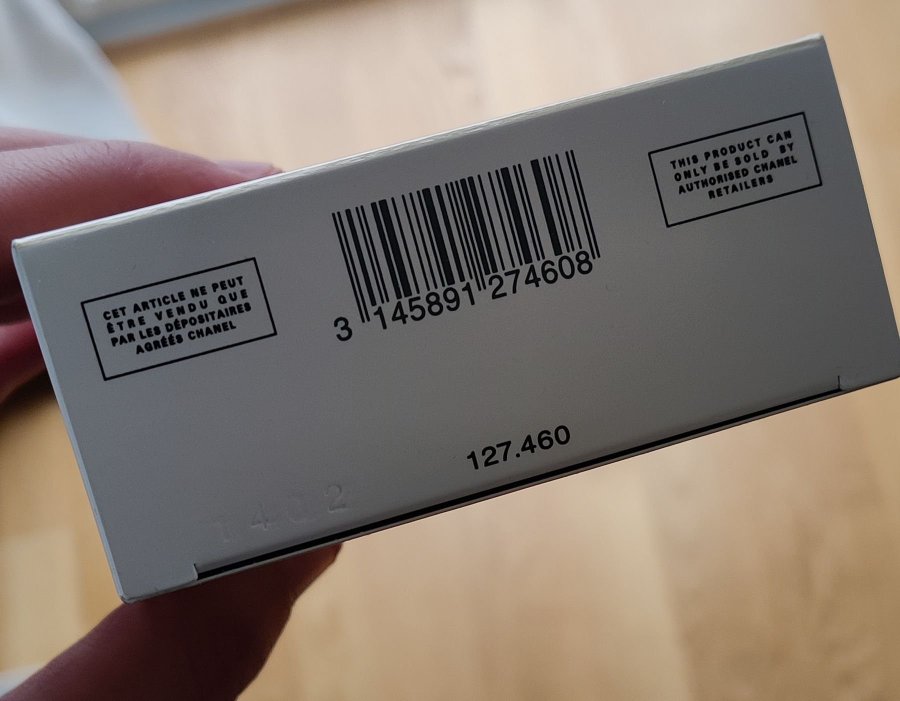 CET ARTICLE NE PEUT
ÊTRE VENDU QUE
PAR LES DÉPOSITAIRES
AGRÉÉS CHANEL
3 145891 274608
THIS PRODUCT CAN
ONLY BE SOLD BY
AUTHORISED CHANEL
RETAILERS
127.460